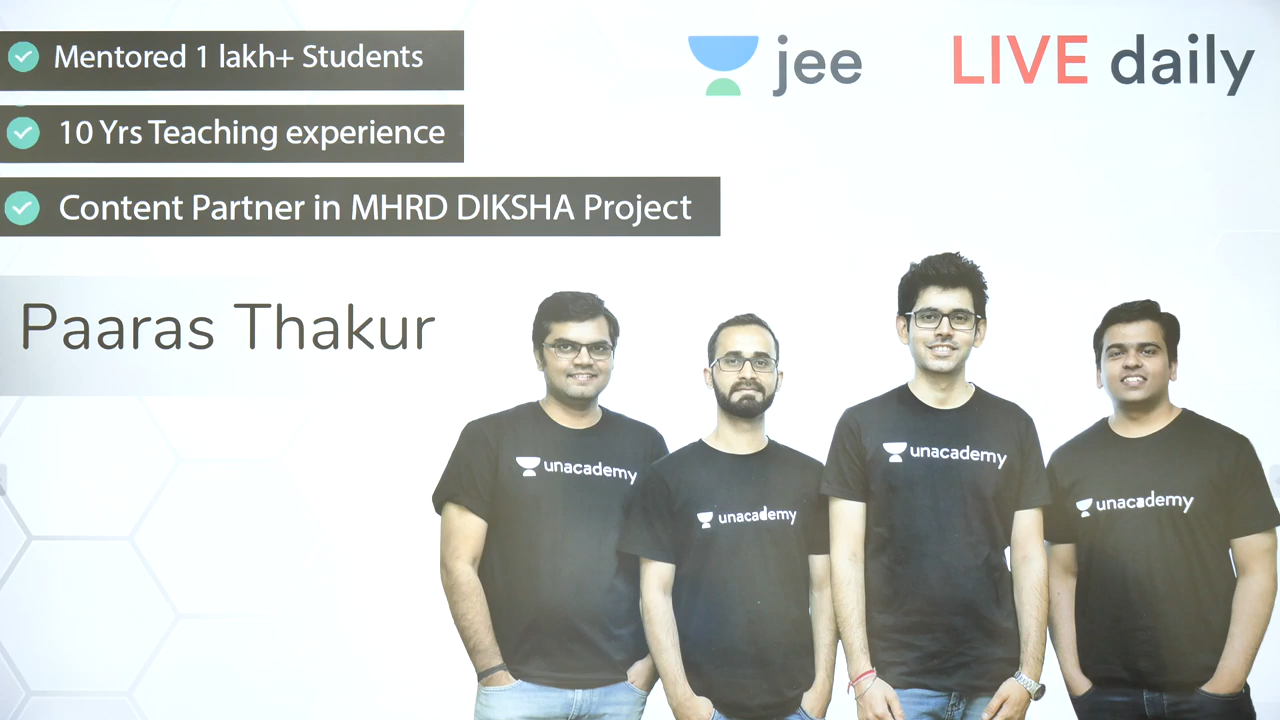 Mentored 1 lakh+ Students
10 Yrs Teaching experience
Content Partner in MHRD DIKSHA Project
jee
LIVE daily
Paaras Thakur
unacademy
unacademy
unacademy
unacademy